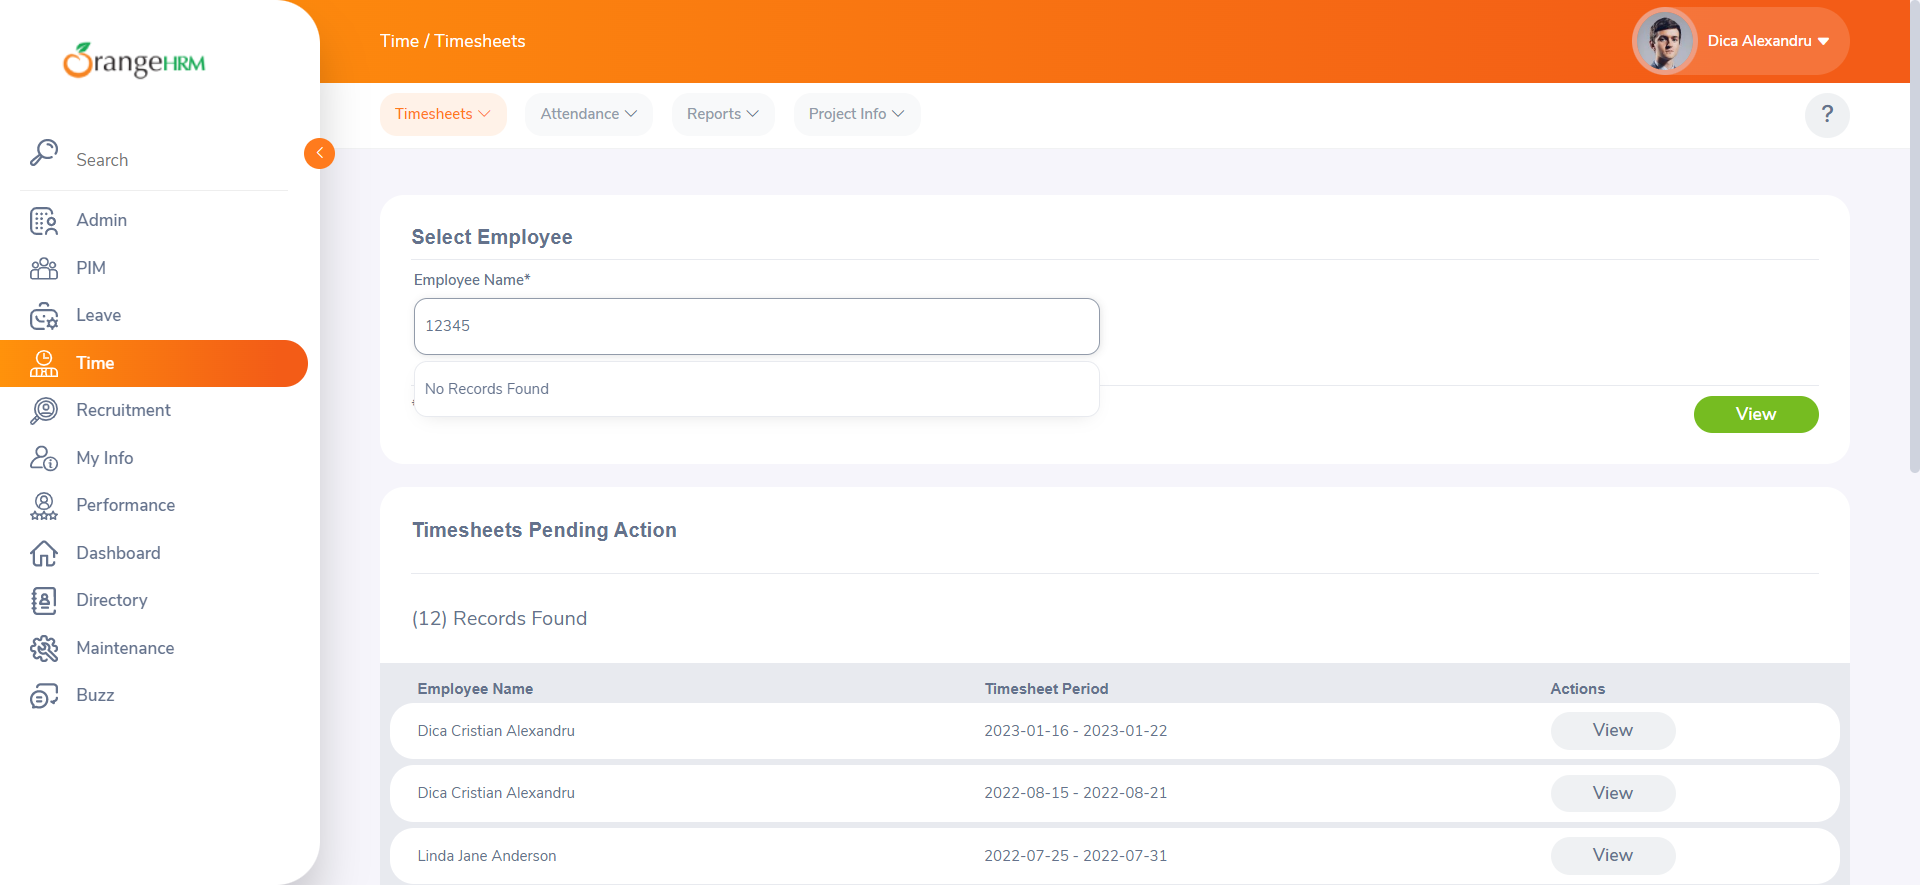 OrangeHRM
Time / Timesheets
Dica Alexandru
Timesheets
Attendance
Reports
Project Info
?
Search
Admin
PIM
Leave
Time
Recruitment
My Info
Performance
Dashboard
Directory
Maintenance
Buzz
Select Employee
Employee Name*
12345
No Records Found
View
Timesheets Pending Action
(12) Records Found
Employee Name Timesheet Period Actions
Dica Cristian Alexandru 2023-01-16 - 2023-01-22 View
Dica Cristian Alexandru 2022-08-15 - 2022-08-21 View
Linda Jane Anderson 2022-07-25 - 2022-07-31 View